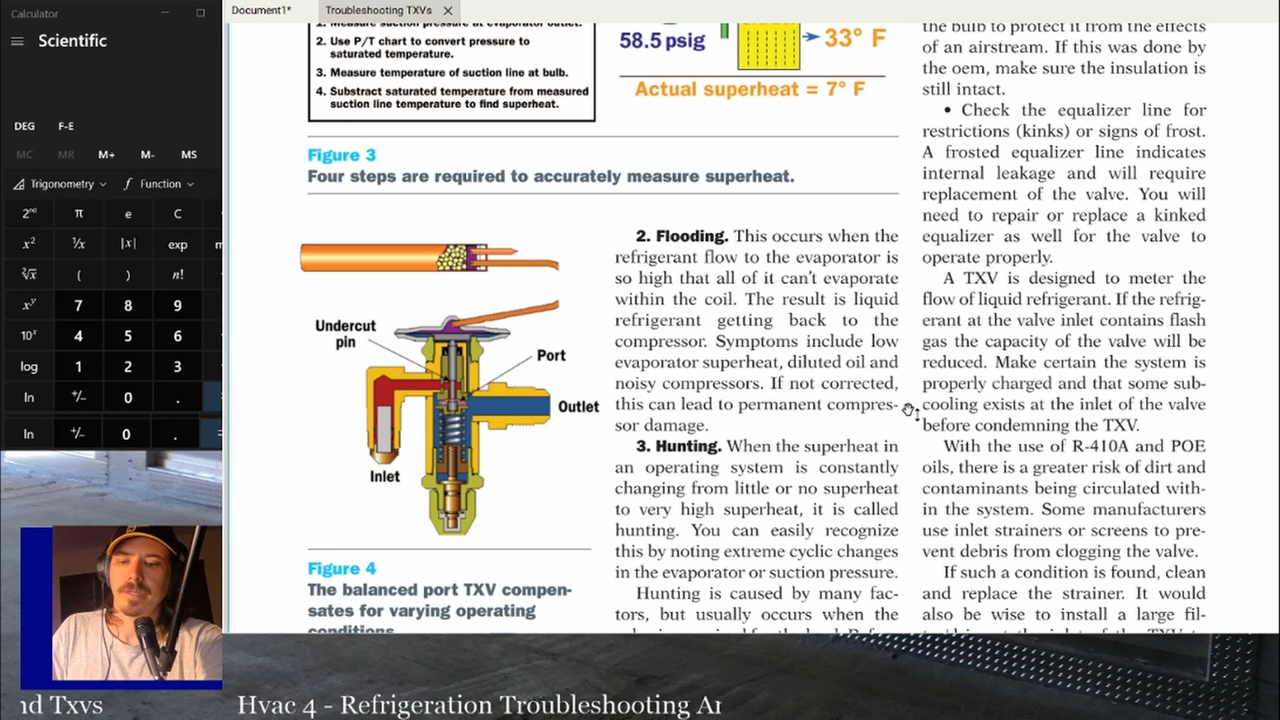 Calculator
Scientific
DEG F-E
MC MR M+ M- MS
Trigonometry Function
2nd π e C
x² ¹/x |x| exp m
²√x ( ) n!
xʸ 7 8 9
10ˣ 4 5 6
log 1 2 3
ln +/- 0 .
ln +/- 0 .
Document1* Troubleshooting TXVs
1. Measure suction pressure at evaporator outlet.
2. Use P/T chart to convert pressure to
saturated temperature.
3. Measure temperature of suction line at bulb.
4. Substract saturated temperature from measured
suction line temperature to find superheat.
58.5 psig
33° F
Actual superheat = 7° F
Figure 3
Four steps are required to accurately measure superheat.
Undercut
pin
Port
Outlet
Inlet
Figure 4
The balanced port TXV compen-
sates for varying operating
conditions.
2. Flooding. This occurs when the
refrigerant flow to the evaporator is
so high that all of it can't evaporate
within the coil. The result is liquid
refrigerant getting back to the
compressor. Symptoms include low
evaporator superheat, diluted oil and
noisy compressors. If not corrected,
this can lead to permanent compres-
sor damage.
3. Hunting. When the superheat in
an operating system is constantly
changing from little or no superheat
to very high superheat, it is called
hunting. You can easily recognize
this by noting extreme cyclic changes
in the evaporator or suction pressure.
Hunting is caused by many fac-
tors, but usually occurs when the
the bulb to protect it from the effects
of an airstream. If this was done by
the oem, make sure the insulation is
still intact.
• Check the equalizer line for
restrictions (kinks) or signs of frost.
A frosted equalizer line indicates
internal leakage and will require
replacement of the valve. You will
need to repair or replace a kinked
equalizer as well for the valve to
operate properly.
A TXV is designed to meter the
flow of liquid refrigerant. If the refrig-
erant at the valve inlet contains flash
gas the capacity of the valve will be
reduced. Make certain the system is
properly charged and that some sub-
cooling exists at the inlet of the valve
before condemning the TXV.
With the use of R-410A and POE
oils, there is a greater risk of dirt and
contaminants being circulated with-
in the system. Some manufacturers
use inlet strainers or screens to pre-
vent debris from clogging the valve.
If such a condition is found, clean
and replace the strainer. It would
also be wise to install a large fil-
nd Txvs Hvac 4 - Refrigeration Troubleshooting Ar